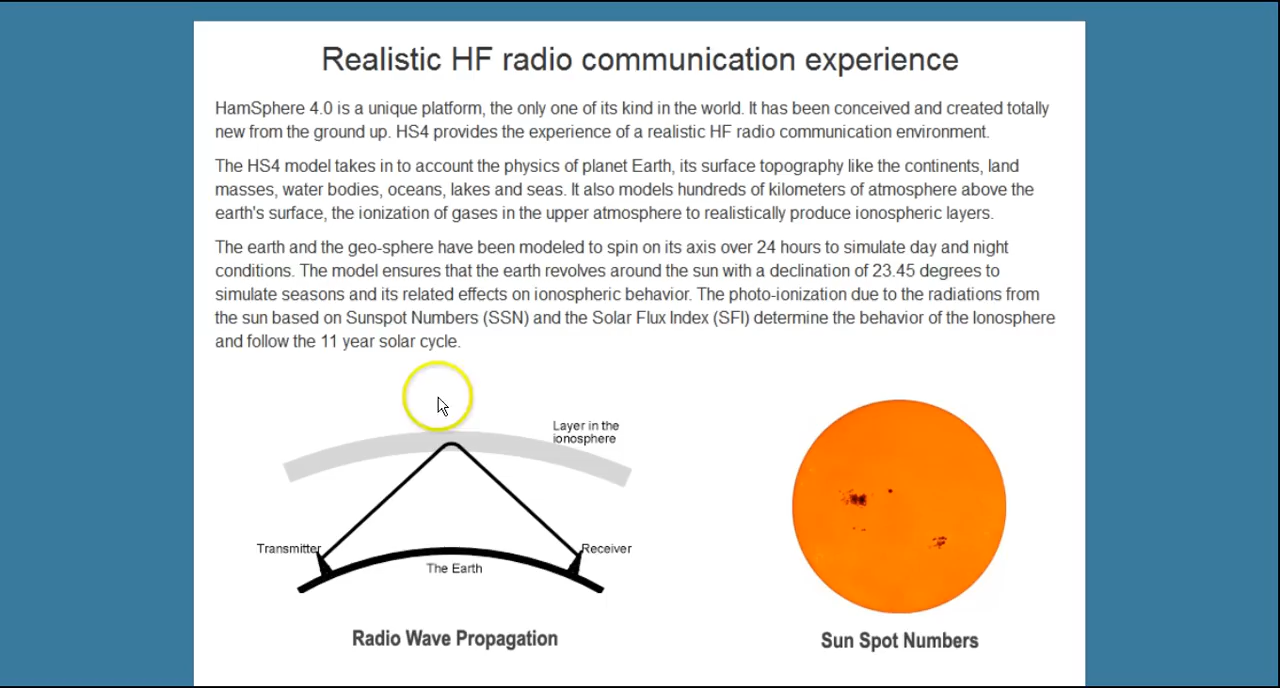 Realistic HF radio communication experience
HamSphere 4.0 is a unique platform, the only one of its kind in the world. It has been conceived and created totally
new from the ground up. HS4 provides the experience of a realistic HF radio communication environment.
The HS4 model takes in to account the physics of planet Earth, its surface topography like the continents, land
masses, water bodies, oceans, lakes and seas. It also models hundreds of kilometers of atmosphere above the
earth's surface, the ionization of gases in the upper atmosphere to realistically produce ionospheric layers.
The earth and the geo-sphere have been modeled to spin on its axis over 24 hours to simulate day and night
conditions. The model ensures that the earth revolves around the sun with a declination of 23.45 degrees to
simulate seasons and its related effects on ionospheric behavior. The photo-ionization due to the radiations from
the sun based on Sunspot Numbers (SSN) and the Solar Flux Index (SFI) determine the behavior of the Ionosphere
and follow the 11 year solar cycle.
Layer in the
ionosphere
Transmitter
Receiver
The Earth
Radio Wave Propagation
Sun Spot Numbers